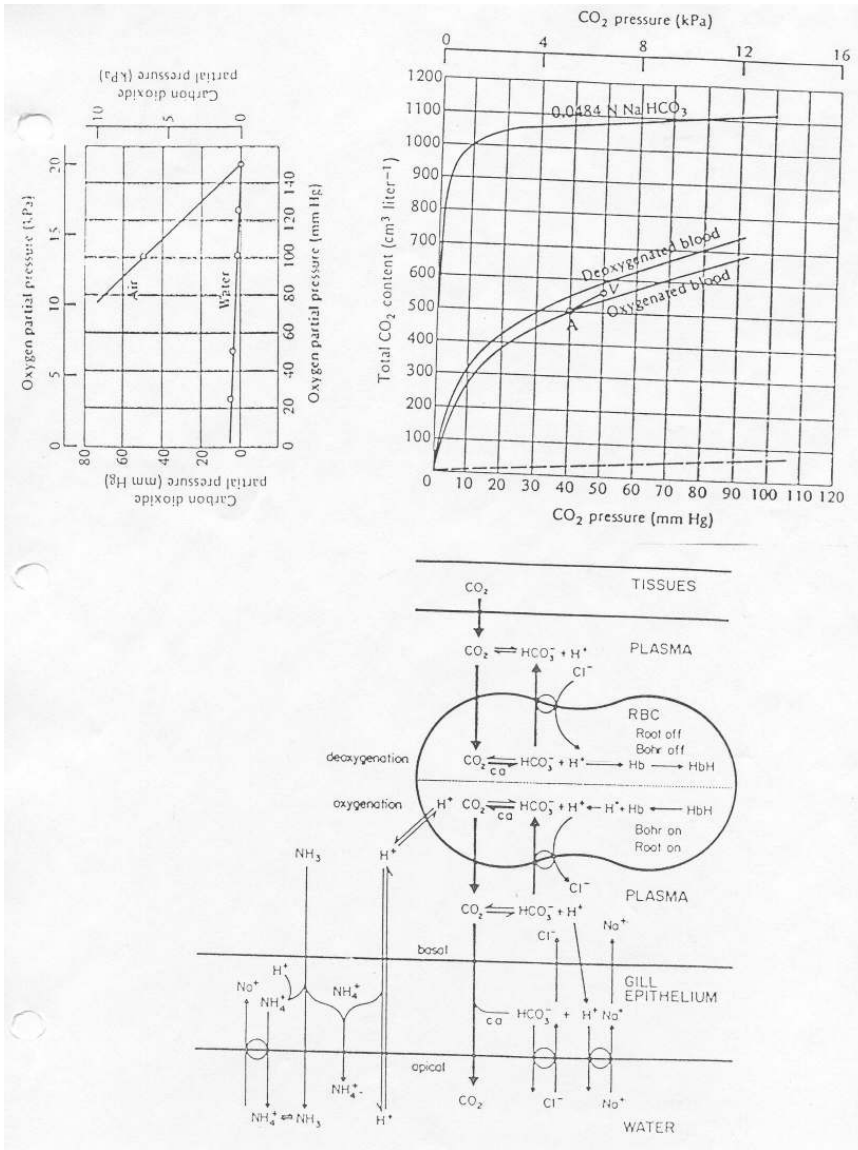 Carbon dioxide
partial pressure (kPa)
10
5
0
Oxygen partial pressure (kPa)
20
15
10
5
0
140
120
100
80
60
40
20
0
Oxygen partial pressure (mm Hg)
Air
Water
80
60
40
20
0
Carbon dioxide
partial pressure (mm Hg)
CO₂ pressure (kPa)
0
4
8
12
16
Total CO₂ content (cm³ liter⁻¹)
1200
1100
1000
900
800
700
600
500
400
300
200
100
0,0484 N NaHCO₃
Deoxygenated blood
V
Oxygenated blood
A
0 10 20 30 40 50 60 70 80 90 100 110 120
CO₂ pressure (mm Hg)
CO₂
TISSUES
CO₂ ⇌ HCO₃⁻ + H⁺
PLASMA
Cl⁻
RBC
Root off
Bohr off
deoxygenation
CO₂ ⇌ HCO₃⁻ + H⁺ → Hb → HbH
ca
oxygenation
H⁺ CO₂ ⇌ HCO₃⁻ + H⁺ ← H⁺Hb ← HbH
ca
Bohr on
Root on
NH₃
H⁺
Cl⁻
PLASMA
CO₂ ⇌ HCO₃⁻ + H⁺
Na⁺
Cl⁻
basal
H⁺
GILL
EPITHELIUM
Na⁺
NH₄⁺
NH₄⁺
ca
HCO₃⁻ + H⁺
Na⁺
apical
NH₄⁺
CO₂
Cl⁻
Na⁺
NH₄⁺ ⇌ NH₃
H⁺
WATER